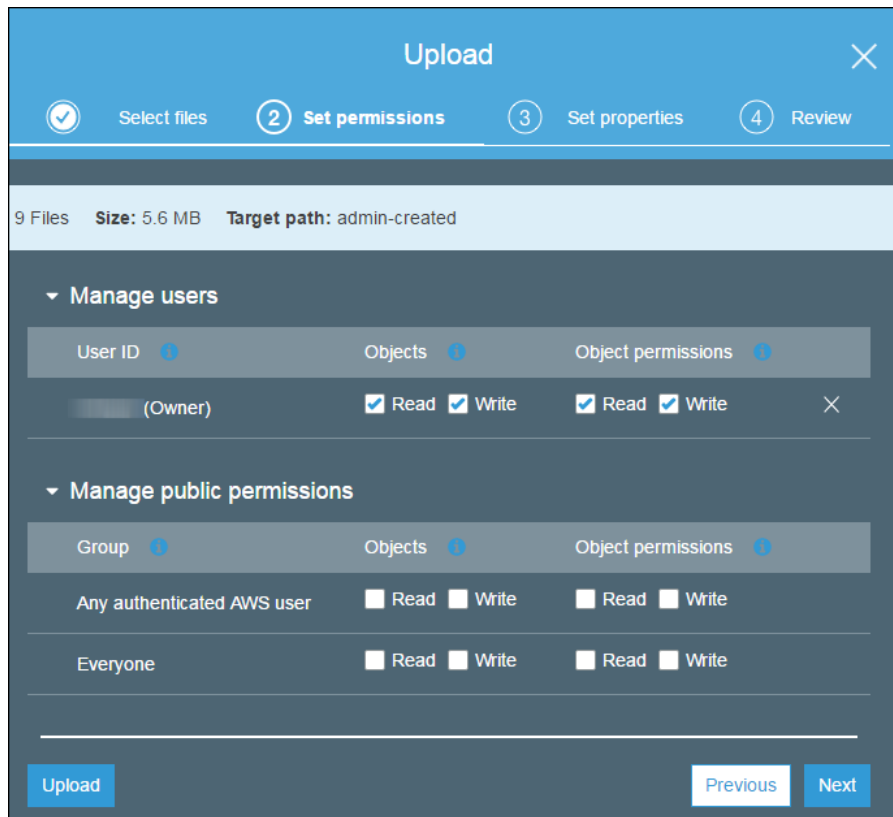 Upload
Select files 2 Set permissions 3 Set properties 4 Review
9 Files Size: 5.6 MB Target path: admin-created
Manage users
User ID Objects Object permissions
(Owner) Read Write Read Write
Manage public permissions
Group Objects Object permissions
Any authenticated AWS user Read Write Read Write
Everyone Read Write Read Write
Upload Previous Next